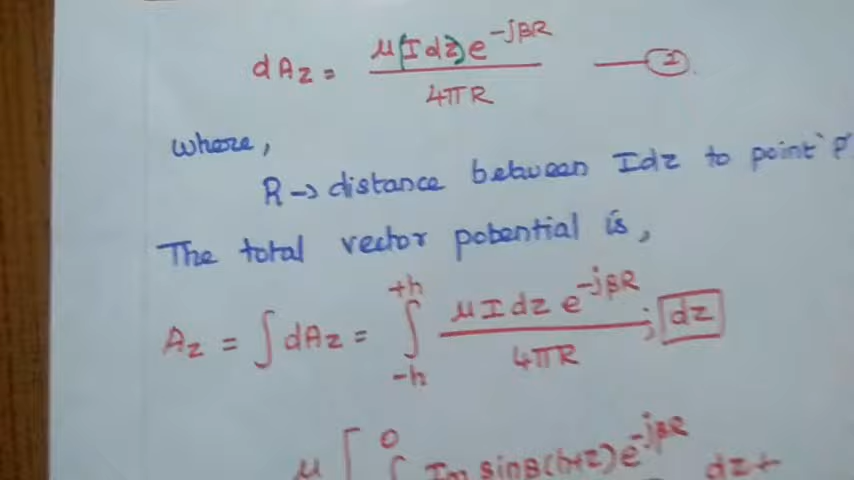 dAz = μ(Idz)e^-jβR / 4πR —— ②
where,
R → distance between Idz to point 'P'
The total vector potential is,
Az = ∫dAz = ∫_-h^+h μIdz e^-jβR / 4πR ; dz
μ [ ∫^0 Im sinβ(h+z)e^-jβR dz+